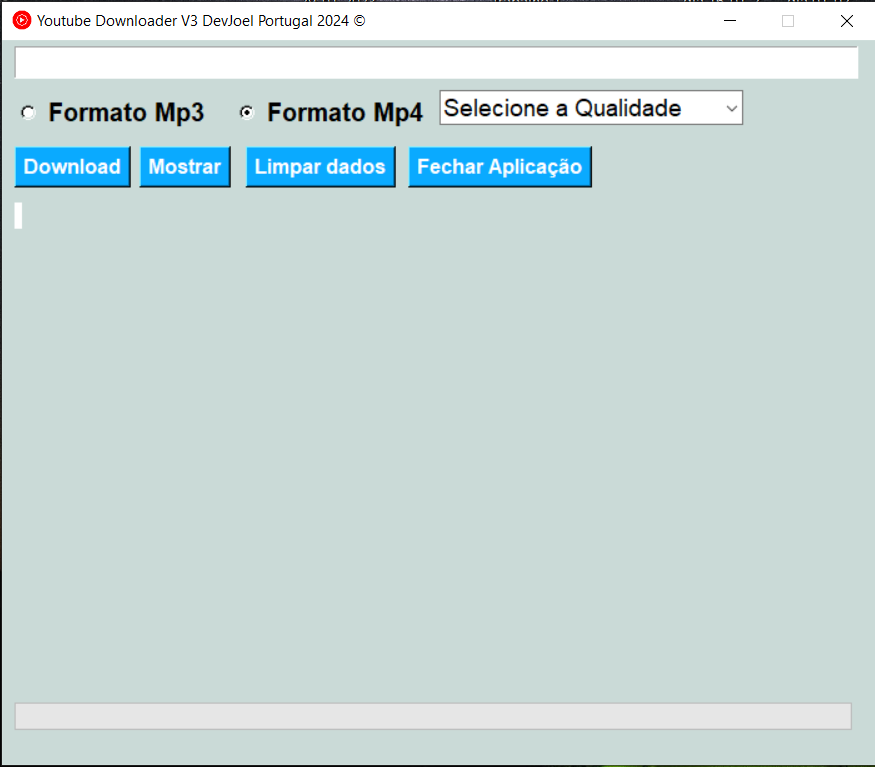 Youtube Downloader V3 DevJoel Portugal 2024 ©
Formato Mp3 Formato Mp4 Selecione a Qualidade
Download Mostrar Limpar dados Fechar Aplicação